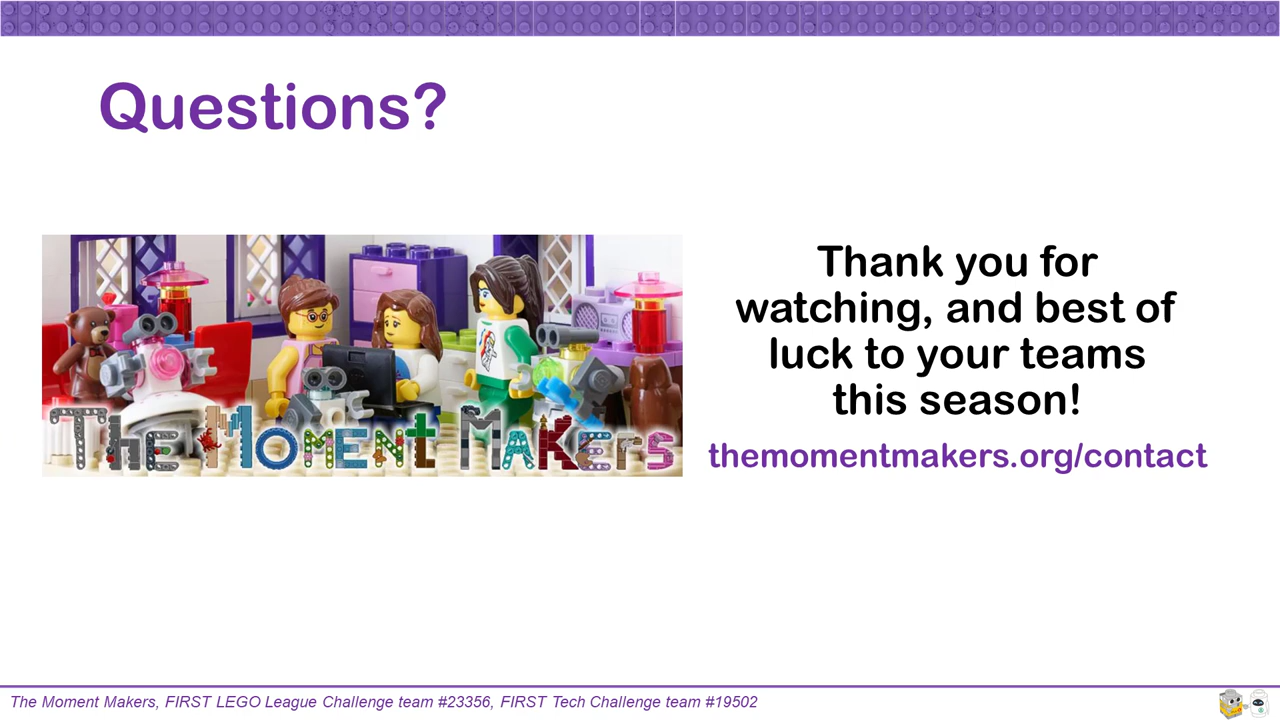 Questions?
The Moment Makers
Thank you for
watching, and best of
luck to your teams
this season!
themomentmakers.org/contact
The Moment Makers, FIRST LEGO League Challenge team #23356, FIRST Tech Challenge team #19502